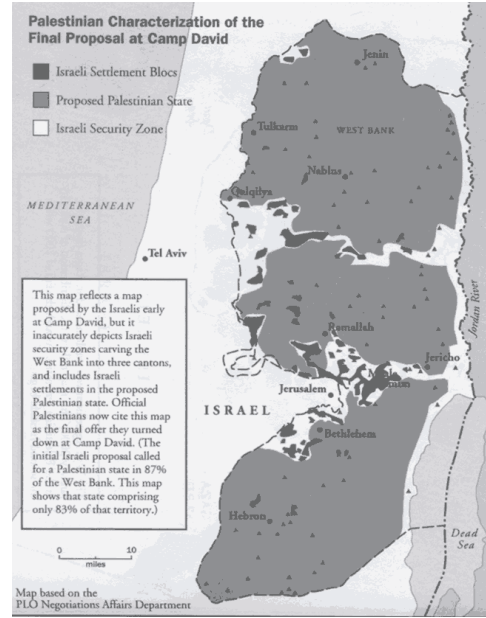 Palestinian Characterization of the
Final Proposal at Camp David
Israeli Settlement Blocs
Proposed Palestinian State
Israeli Security Zone
Jenin
Tulkarm
WEST BANK
Nablus
Qalqilya
MEDITERRANEAN
SEA
Tel Aviv
Jordan River
This map reflects a map
proposed by the Israelis early
at Camp David, but it
inaccurately depicts Israeli
security zones carving the
West Bank into three cantons,
and includes Israeli
settlements in the proposed
Palestinian state. Official
Palestinians now cite this map
as the final offer they turned
down at Camp David. (The
initial Israeli proposal called
for a Palestinian state in 87%
of the West Bank. This map
shows that state comprising
only 83% of that territory.)
Ramallah
Jericho
Jerusalem
ISRAEL
Bethlehem
Hebron
Dead
Sea
0 10
miles
Map based on the
PLO Negotiations Affairs Department